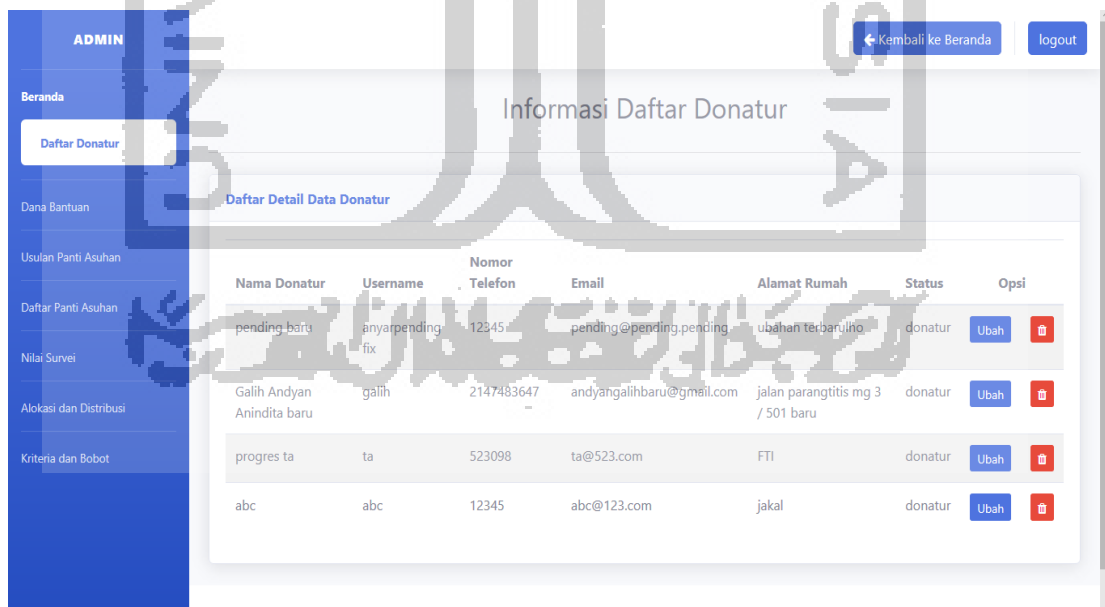 ADMIN
← Kembali ke Beranda
logout
Beranda
Daftar Donatur
Dana Bantuan
Usulan Panti Asuhan
Daftar Panti Asuhan
Nilai Survei
Alokasi dan Distribusi
Kriteria dan Bobot
Informasi Daftar Donatur
Daftar Detail Data Donatur
Nama Donatur Username Nomor Telefon Email Alamat Rumah Status Opsi
pending baru anyarpending fix 12345 pending@pending.pending ubahan terbarulho donatur Ubah
Galih Andyan Anindita baru galih 2147483647 andyangalihbaru@gmail.com jalan parangtitis mg 3 / 501 baru donatur Ubah
progres ta ta 523098 ta@523.com FTI donatur Ubah
abc abc 12345 abc@123.com jakal donatur Ubah